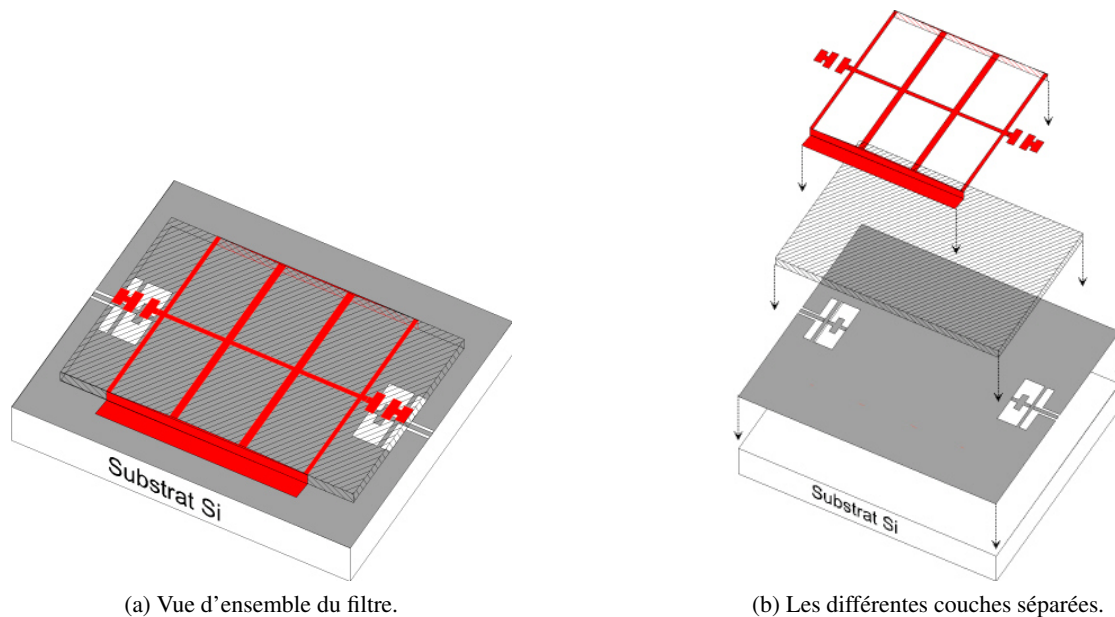 Substrat Si
Substrat Si
(a) Vue d'ensemble du filtre.
(b) Les différentes couches séparées.